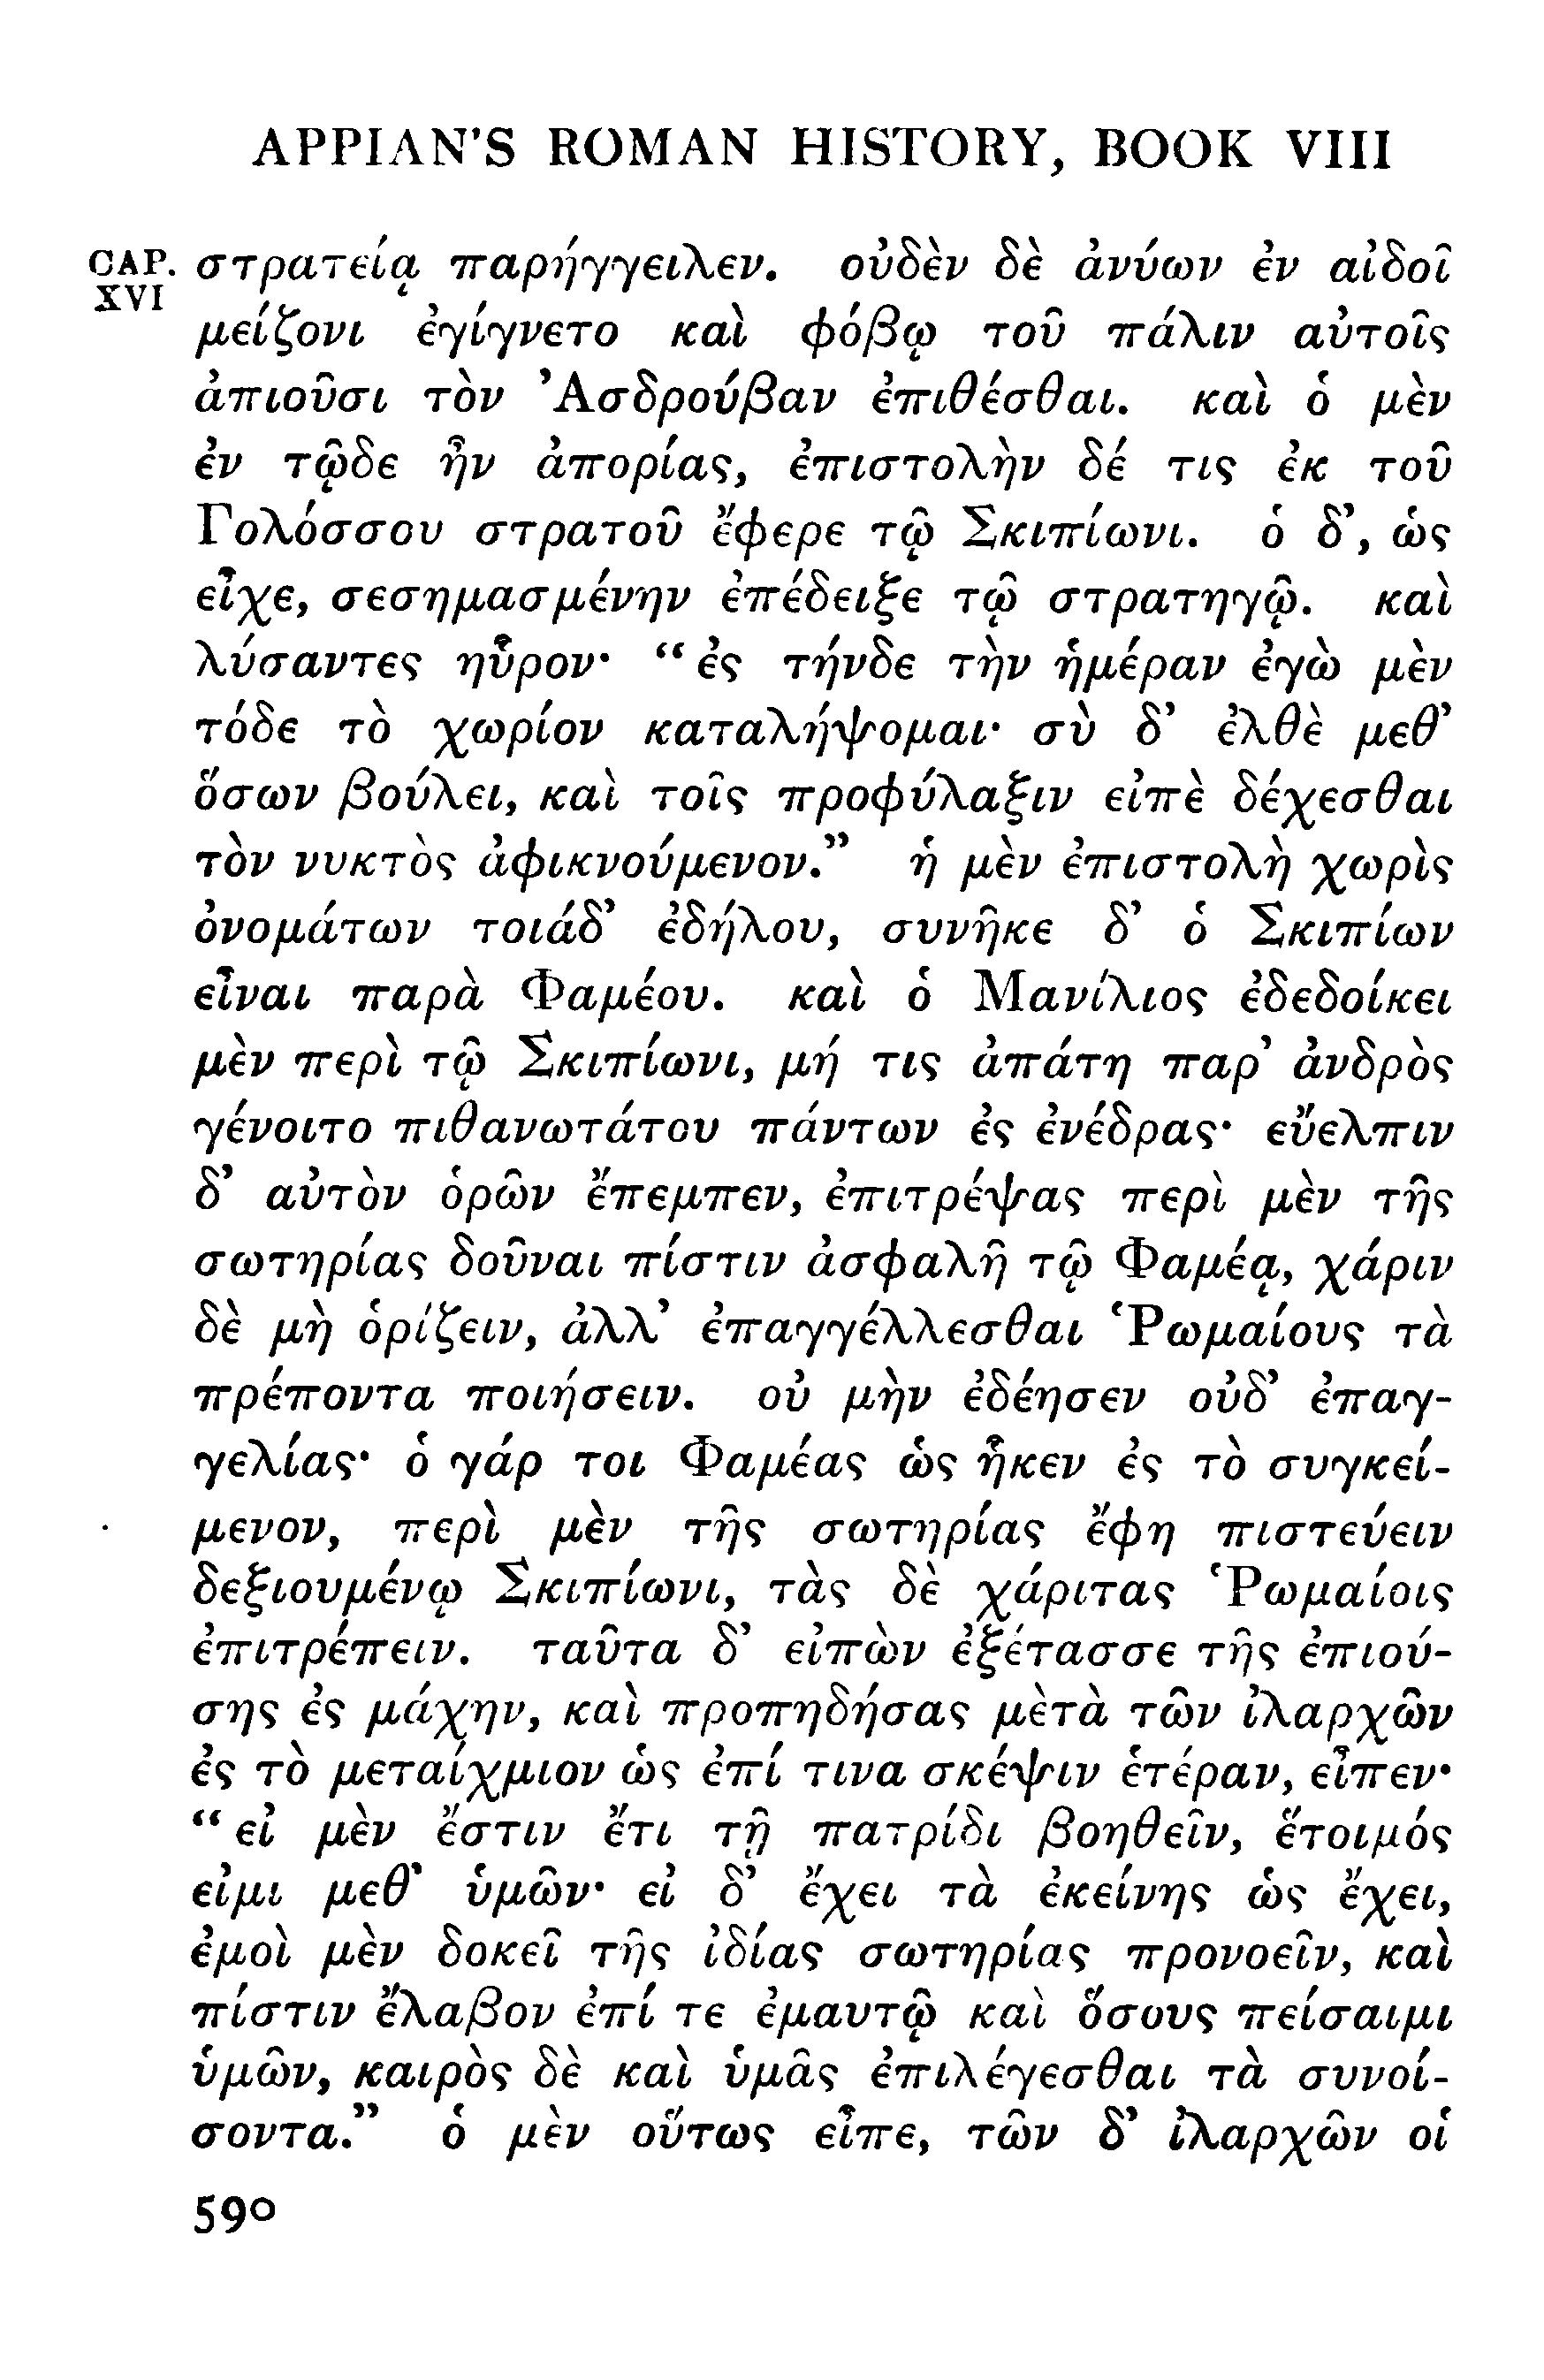 APPIAN'S ROMAN HISTORY, BOOK VIII
CAP. XVI
στρατείᾳ παρήγγειλεν. οὐδὲν δὲ ἀνύων ἐν αἰδοῖ
μείζονι ἐγίγνετο καὶ φόβῳ τοῦ πάλιν αὐτοῖς
ἀπιοῦσι τὸν Ἀσδρούβαν ἐπιθέσθαι. καὶ ὁ μὲν
ἐν τῷδε ἦν ἀπορίας, ἐπιστολὴν δέ τις ἐκ τοῦ
Γολόσσου στρατοῦ ἔφερε τῷ Σκιπίωνι. ὁ δ’, ὡς
εἶχε, σεσημασμένην ἐπέδειξε τῷ στρατηγῷ. καὶ
λύσαντες ηὗρον· “ἐς τήνδε τὴν ἡμέραν ἐγὼ μὲν
τόδε τὸ χωρίον καταλήψομαι· σὺ δ’ ἐλθὲ μεθ’
ὅσων βούλει, καὶ τοῖς προφύλαξιν εἰπὲ δέχεσθαι
τὸν νυκτὸς ἀφικνούμενον.” ἡ μὲν ἐπιστολὴ χωρὶς
ὀνομάτων τοιάδ’ ἐδήλου, συνῆκε δ’ ὁ Σκιπίων
εἶναι παρὰ Φαμέου. καὶ ὁ Μανίλιος ἐδεδοίκει
μὲν περὶ τῷ Σκιπίωνι, μή τις ἀπάτη παρ’ ἀνδρὸς
γένοιτο πιθανωτάτου πάντων ἐς ἐνέδρας· εὔελπιν
δ’ αὐτὸν ὁρῶν ἔπεμπεν, ἐπιτρέψας περὶ μὲν τῆς
σωτηρίας δοῦναι πίστιν ἀσφαλῆ τῷ Φαμέᾳ, χάριν
δὲ μὴ ὁρίζειν, ἀλλ’ ἐπαγγέλλεσθαι Ῥωμαίους τὰ
πρέποντα ποιήσειν. οὐ μὴν ἐδέησεν οὐδ’ ἐπαγ-
γελίας· ὁ γάρ τοι Φαμέας ὡς ἧκεν ἐς τὸ συγκεί-
μενον, περὶ μὲν τῆς σωτηρίας ἔφη πιστεύειν
δεξιουμένῳ Σκιπίωνι, τὰς δὲ χάριτας Ῥωμαίοις
ἐπιτρέπειν. ταῦτα δ’ εἰπὼν ἐξέτασσε τῆς ἐπιού-
σης ἐς μάχην, καὶ προπηδήσας μὲτὰ τῶν ἰλαρχῶν
ἐς τὸ μεταίχμιον ὡς ἐπί τινα σκέψιν ἑτέραν, εἶπεν·
“εἰ μὲν ἔστιν ἔτι τῇ πατρίδι βοηθεῖν, ἕτοιμός
εἰμι μεθ’ ὑμῶν· εἰ δ’ ἔχει τὰ ἐκείνης ὡς ἔχει,
ἐμοὶ μὲν δοκεῖ τῆς ἰδίας σωτηρίας προνοεῖν, καὶ
πίστιν ἔλαβον ἐπί τε ἐμαυτῷ καὶ ὅσους πείσαιμι
ὑμῶν, καιρὸς δὲ καὶ ὑμᾶς ἐπιλέγεσθαι τὰ συνοί-
σοντα.” ὁ μὲν οὕτως εἶπε, τῶν δ’ ἰλαρχῶν οἱ
590